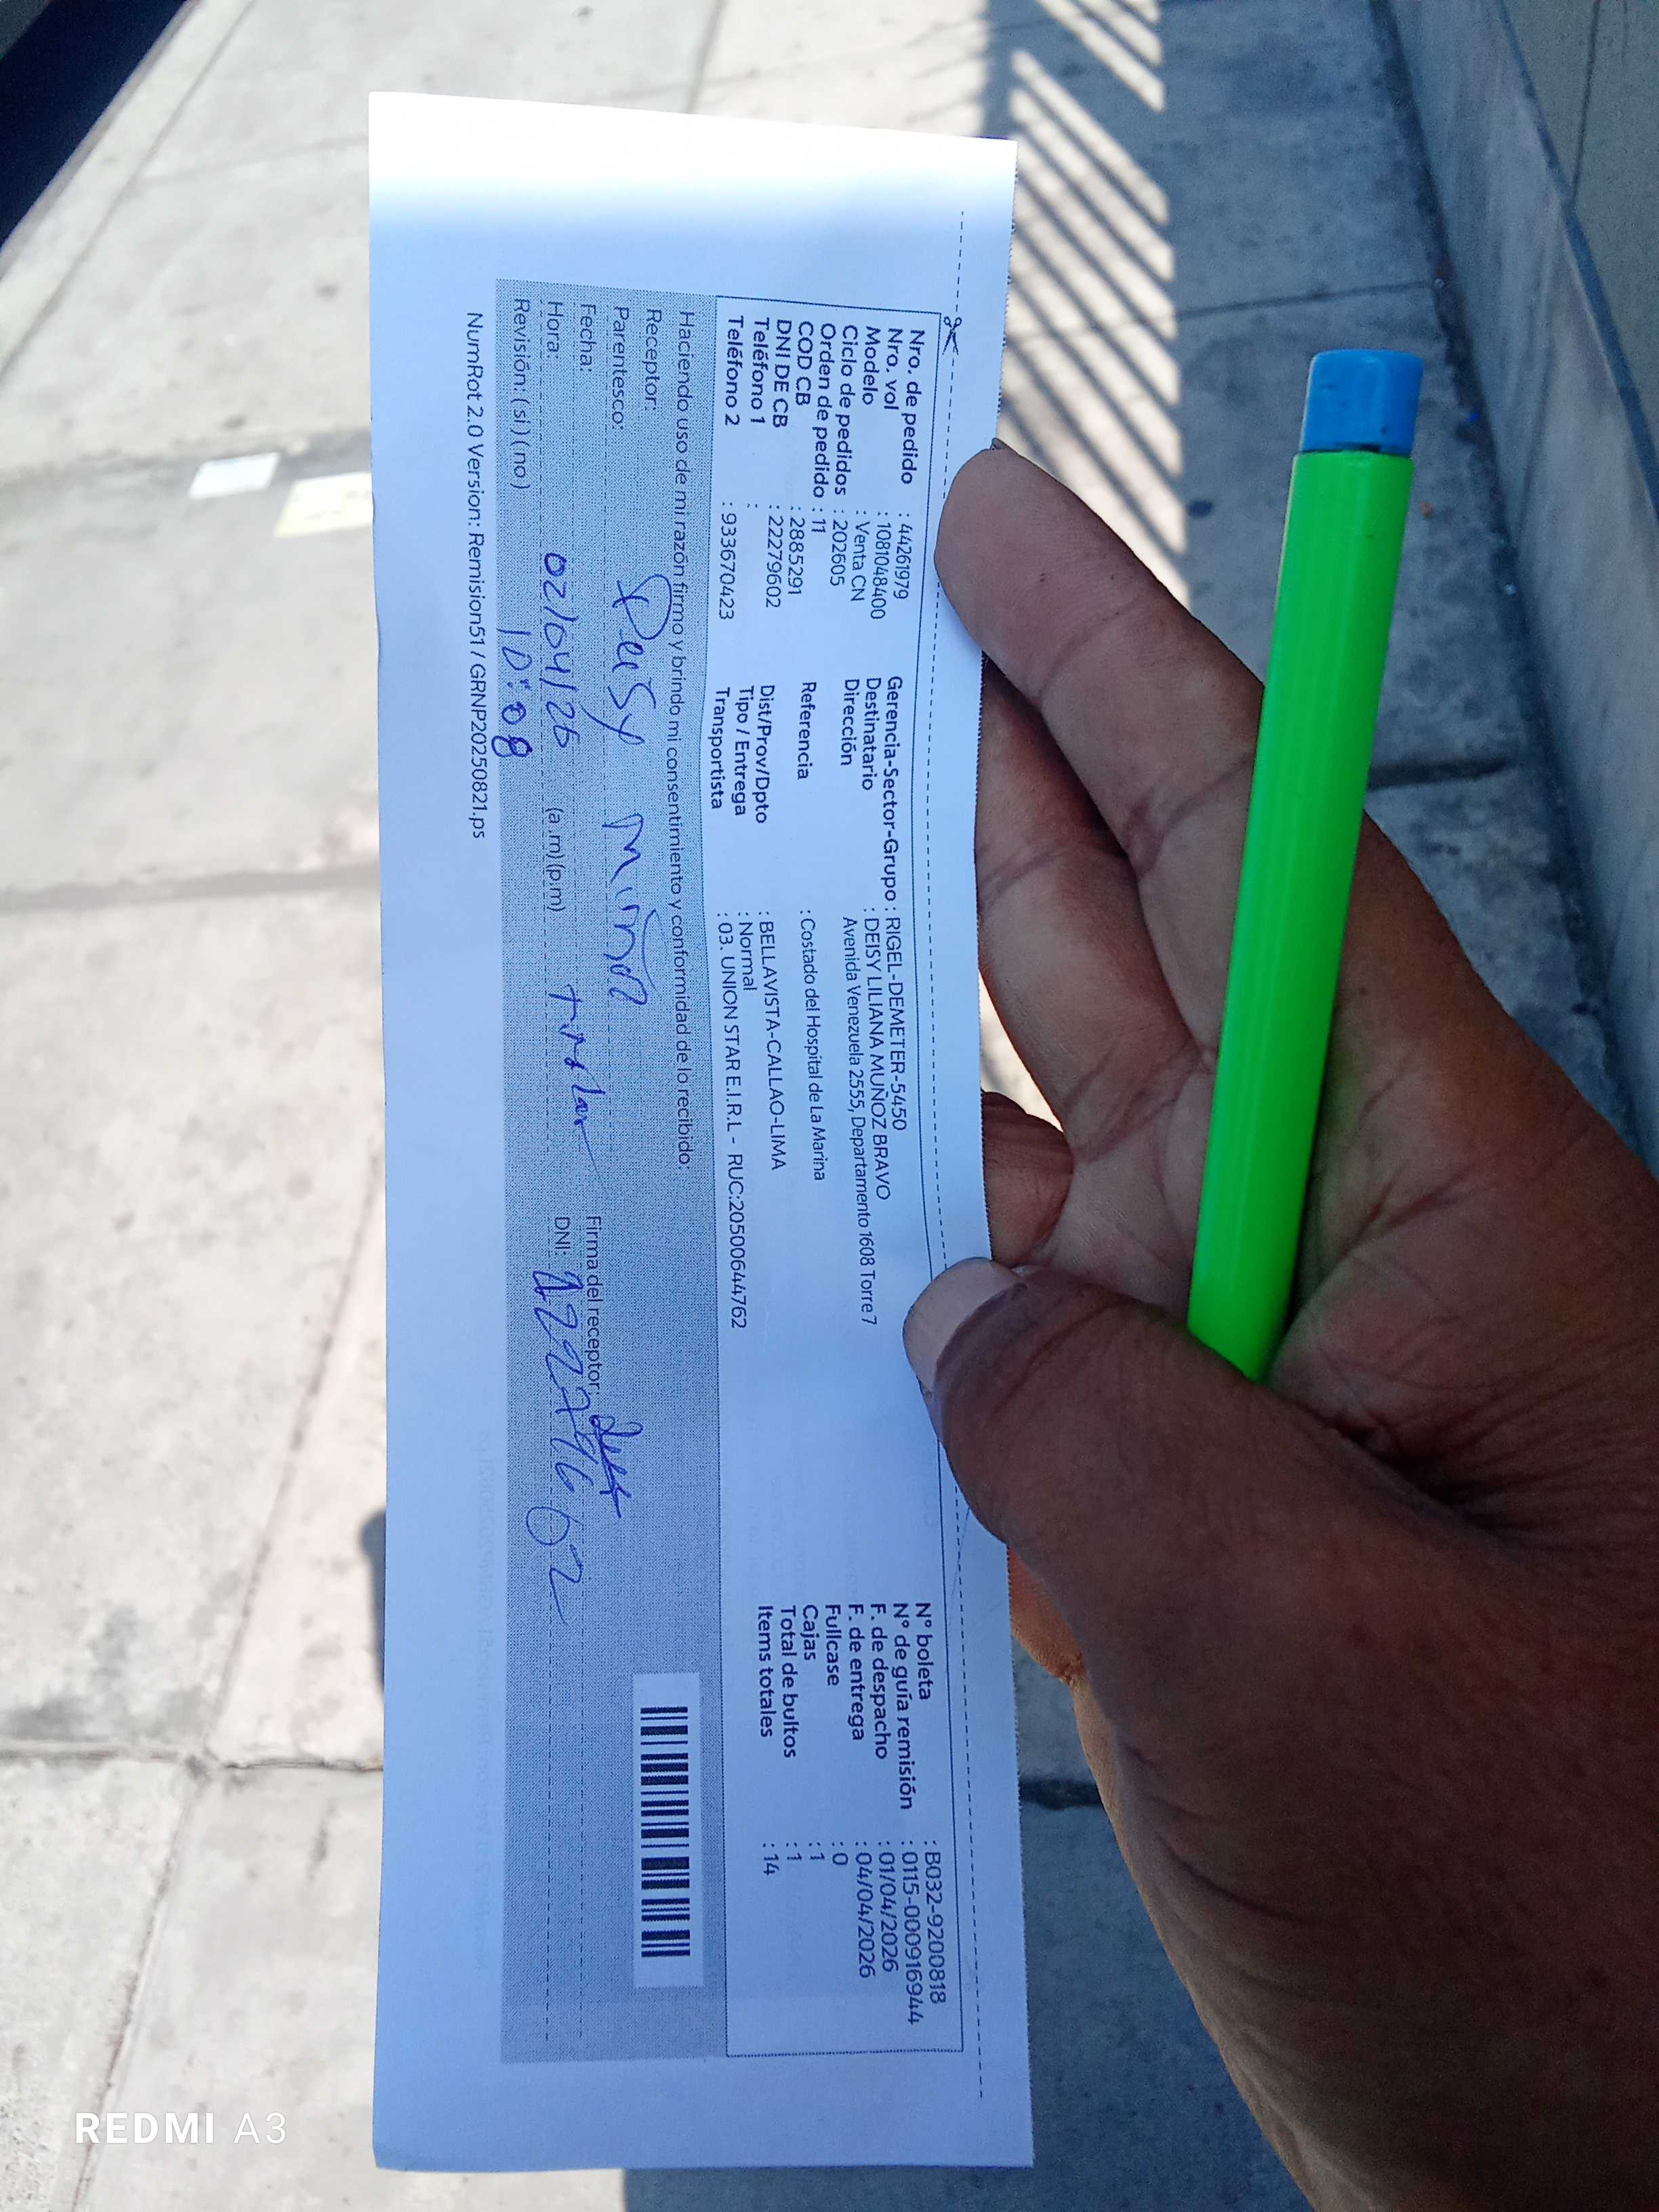 Nro. de pedido : 44261979
Nro. vol : 1081048400
Modelo : Venta CN
Ciclo de pedidos : 202605
Orden de pedido : 11
COD CB : 2885291
DNI DE CB : 22279602
Teléfono 1 :
Teléfono 2 : 933670423
Gerencia-Sector-Grupo : RIGEL-DEMETER-5450
Destinatario : DEISY LILIANA MUÑOZ BRAVO
Dirección Avenida Venezuela 2555, Departamento 1608 Torre 7
Referencia : Costado del Hospital de La Marina
Dist/Prov/Dpto : BELLAVISTA-CALLAO-LIMA
Tipo / Entrega : Normal
Transportista : 03. UNION STAR E.I.R.L - RUC:20500644762
N° boleta : B032-9200818
N° de guía remisión : 0115-00916944
F. de despacho : 01/04/2026
F. de entrega : 04/04/2026
Fullcase : 0
Cajas : 1
Total de bultos : 1
Items totales : 14
Haciendo uso de mi razón firmo y brindo mi consentimiento y conformidad de lo recibido:
Receptor:
Parentesco:
Fecha: 02/04/26
Hora: 10:08 (a.m)(p.m)
Firma del receptor:
DNI: 22279602
Revisión: ( si ) ( no )
NumRot 2.0 Version: Remision51 / GRNP20250821.ps
REDMI A3